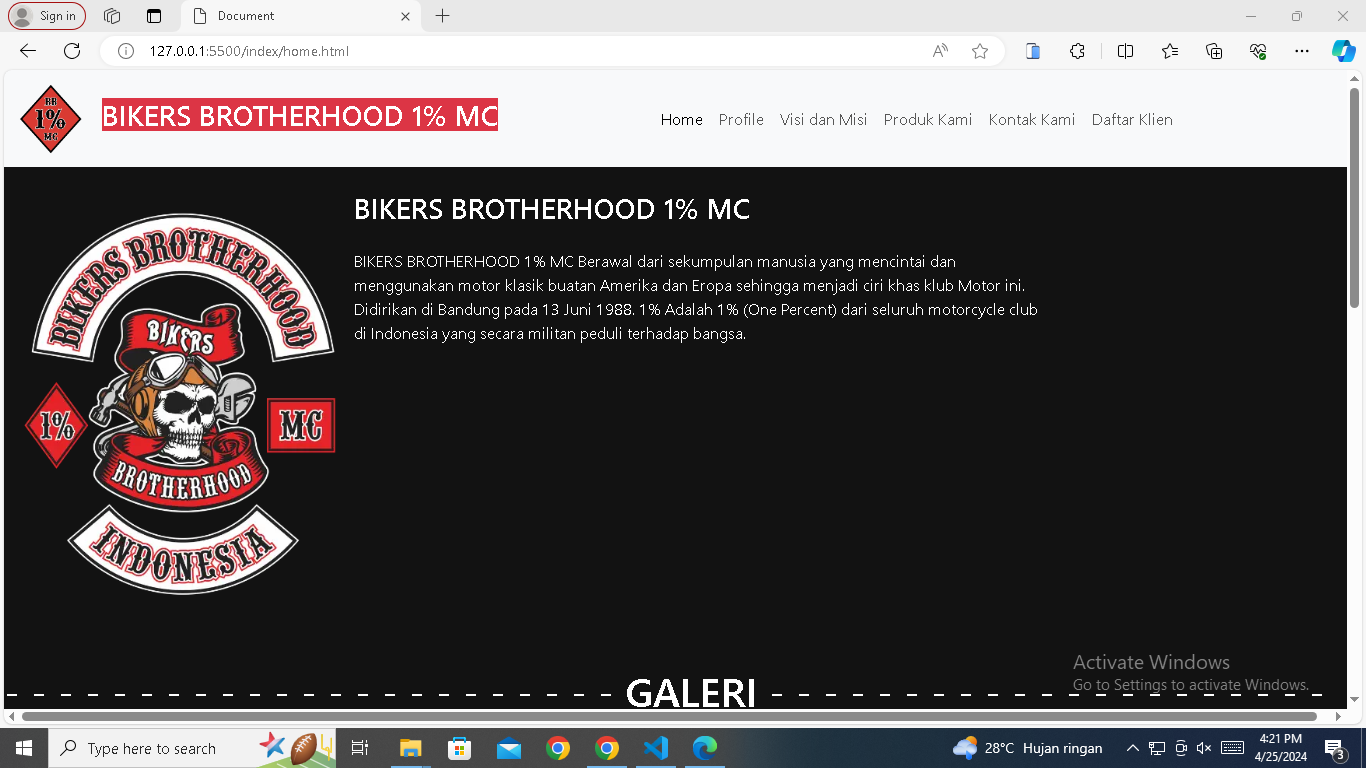 Sign in
Document
127.0.0.1:5500/index/home.html
BB
1%
MC
BIKERS BROTHERHOOD 1% MC
Home Profile Visi dan Misi Produk Kami Kontak Kami Daftar Klien
BIKERS BROTHERHOOD
BIKERS
1%
MC
BROTHERHOOD
INDONESIA
BIKERS BROTHERHOOD 1% MC
BIKERS BROTHERHOOD 1% MC Berawal dari sekumpulan manusia yang mencintai dan
menggunakan motor klasik buatan Amerika dan Eropa sehingga menjadi ciri khas klub Motor ini.
Didirikan di Bandung pada 13 Juni 1988. 1% Adalah 1% (One Percent) dari seluruh motorcycle club
di Indonesia yang secara militan peduli terhadap bangsa.
Activate Windows
Go to Settings to activate Windows.
- - - - - - - - - - - - - - - - - - - - - - - GALERI - - - - - - - - - - - - - - - - - - - - -
Type here to search
28°C Hujan ringan
4:21 PM
4/25/2024
3